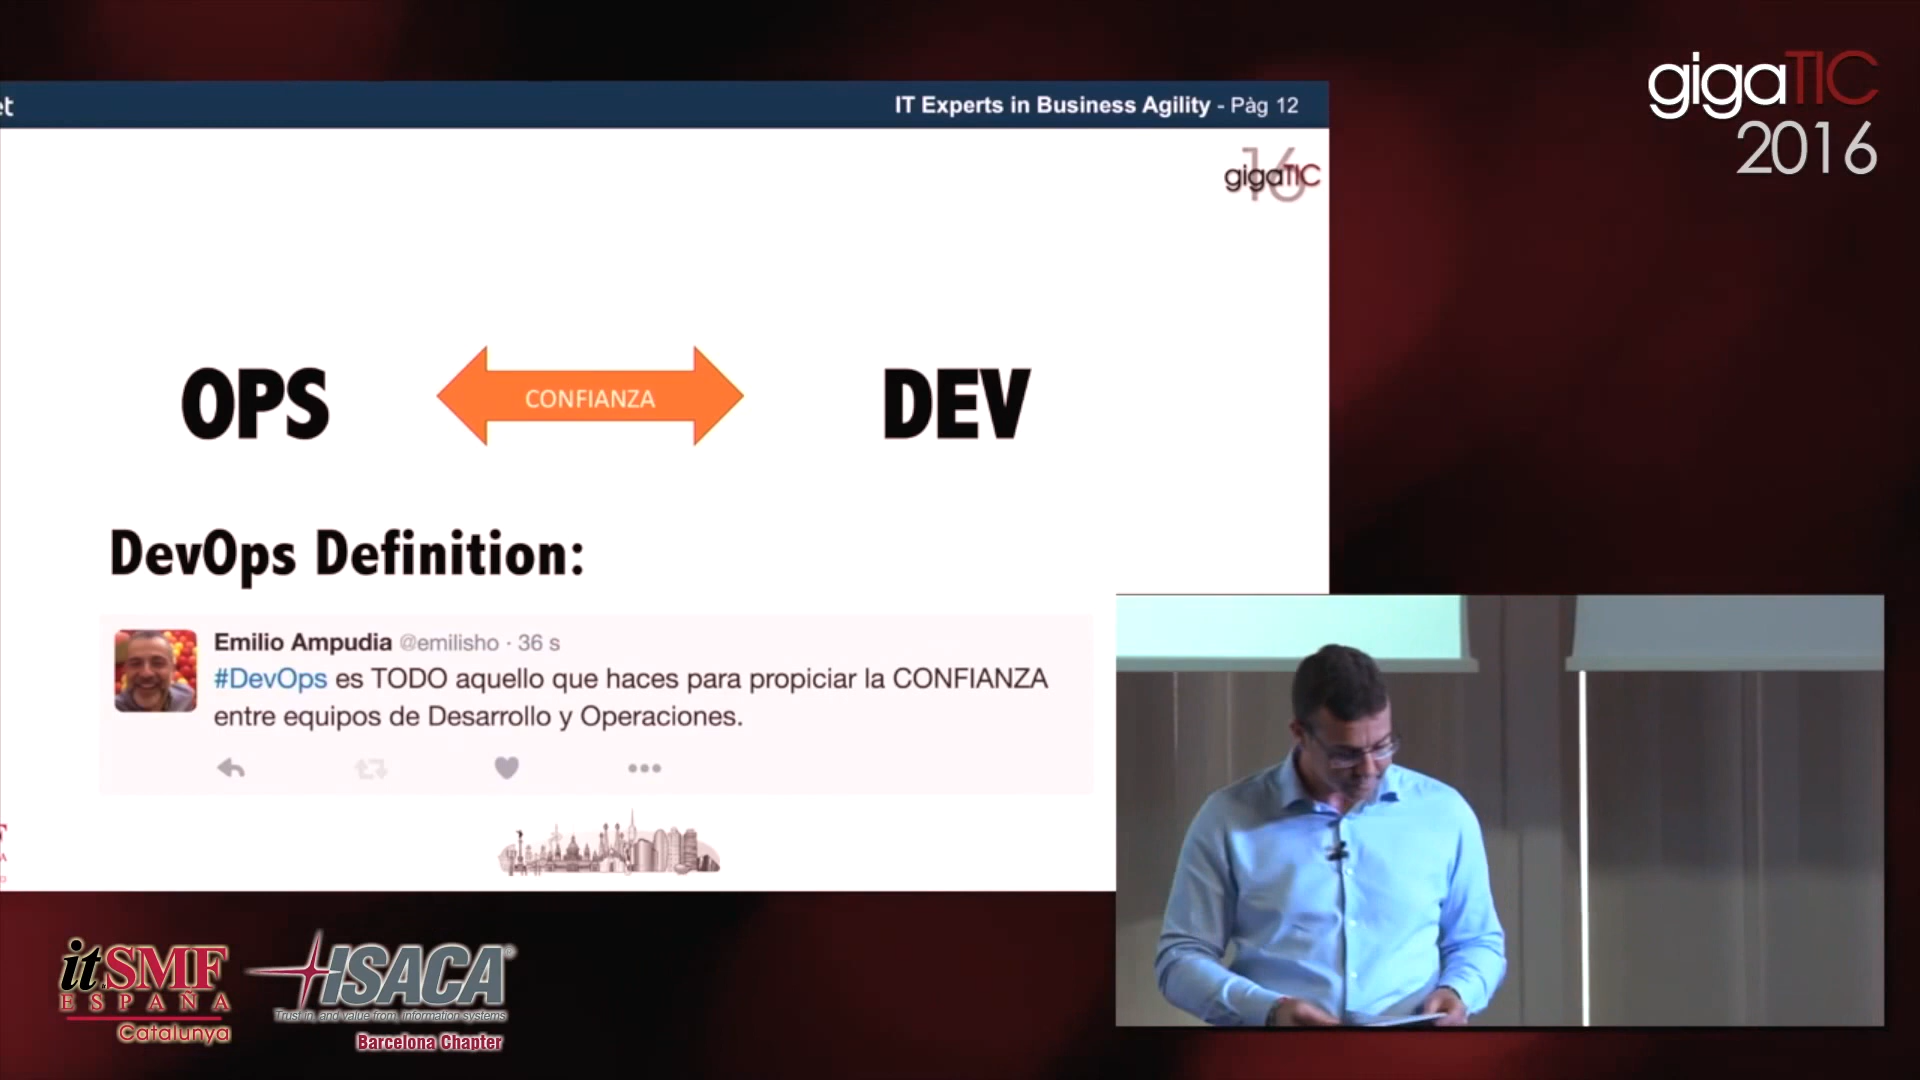 gigaTIC
2016
et
IT Experts in Business Agility - Pàg 12
16
gigaTIC
OPS
CONFIANZA
DEV
DevOps Definition:
Emilio Ampudia @emilisho · 36 s
#DevOps es TODO aquello que haces para propiciar la CONFIANZA
entre equipos de Desarrollo y Operaciones.
itSMF
ESPAÑA
Catalunya
ISACA®
Trust in, and value from, information systems
Barcelona Chapter